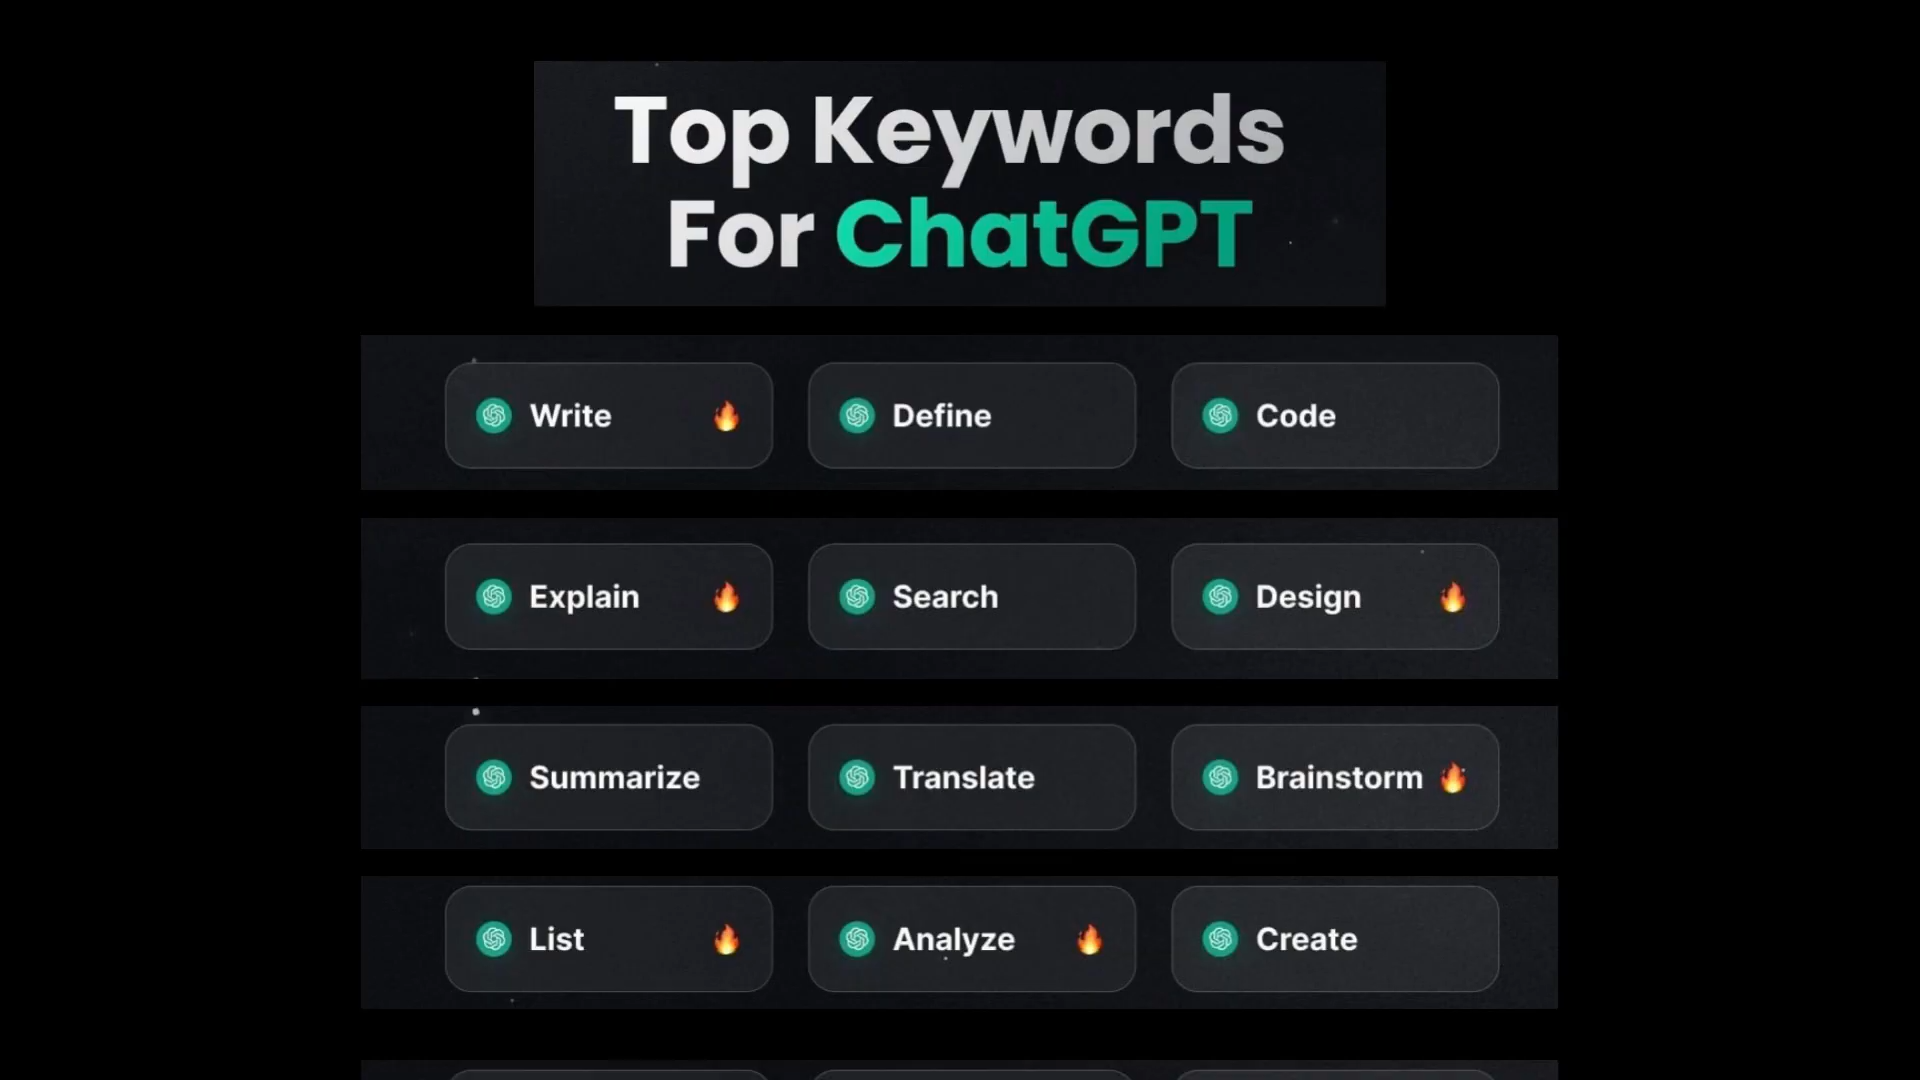 Top Keywords
For ChatGPT
Write 🔥 Define Code
Explain 🔥 Search Design 🔥
Summarize Translate Brainstorm 🔥
List 🔥 Analyze 🔥 Create